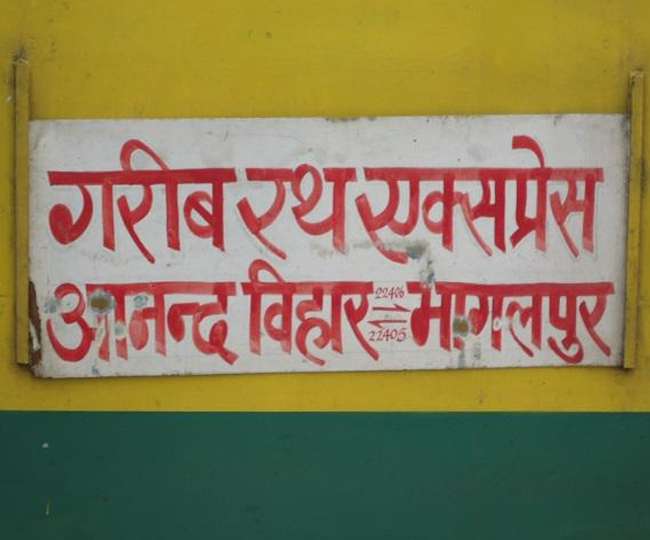 गरीब रथ एक्सप्रेस
आनन्द विहार 22406 भागलपुर
22405